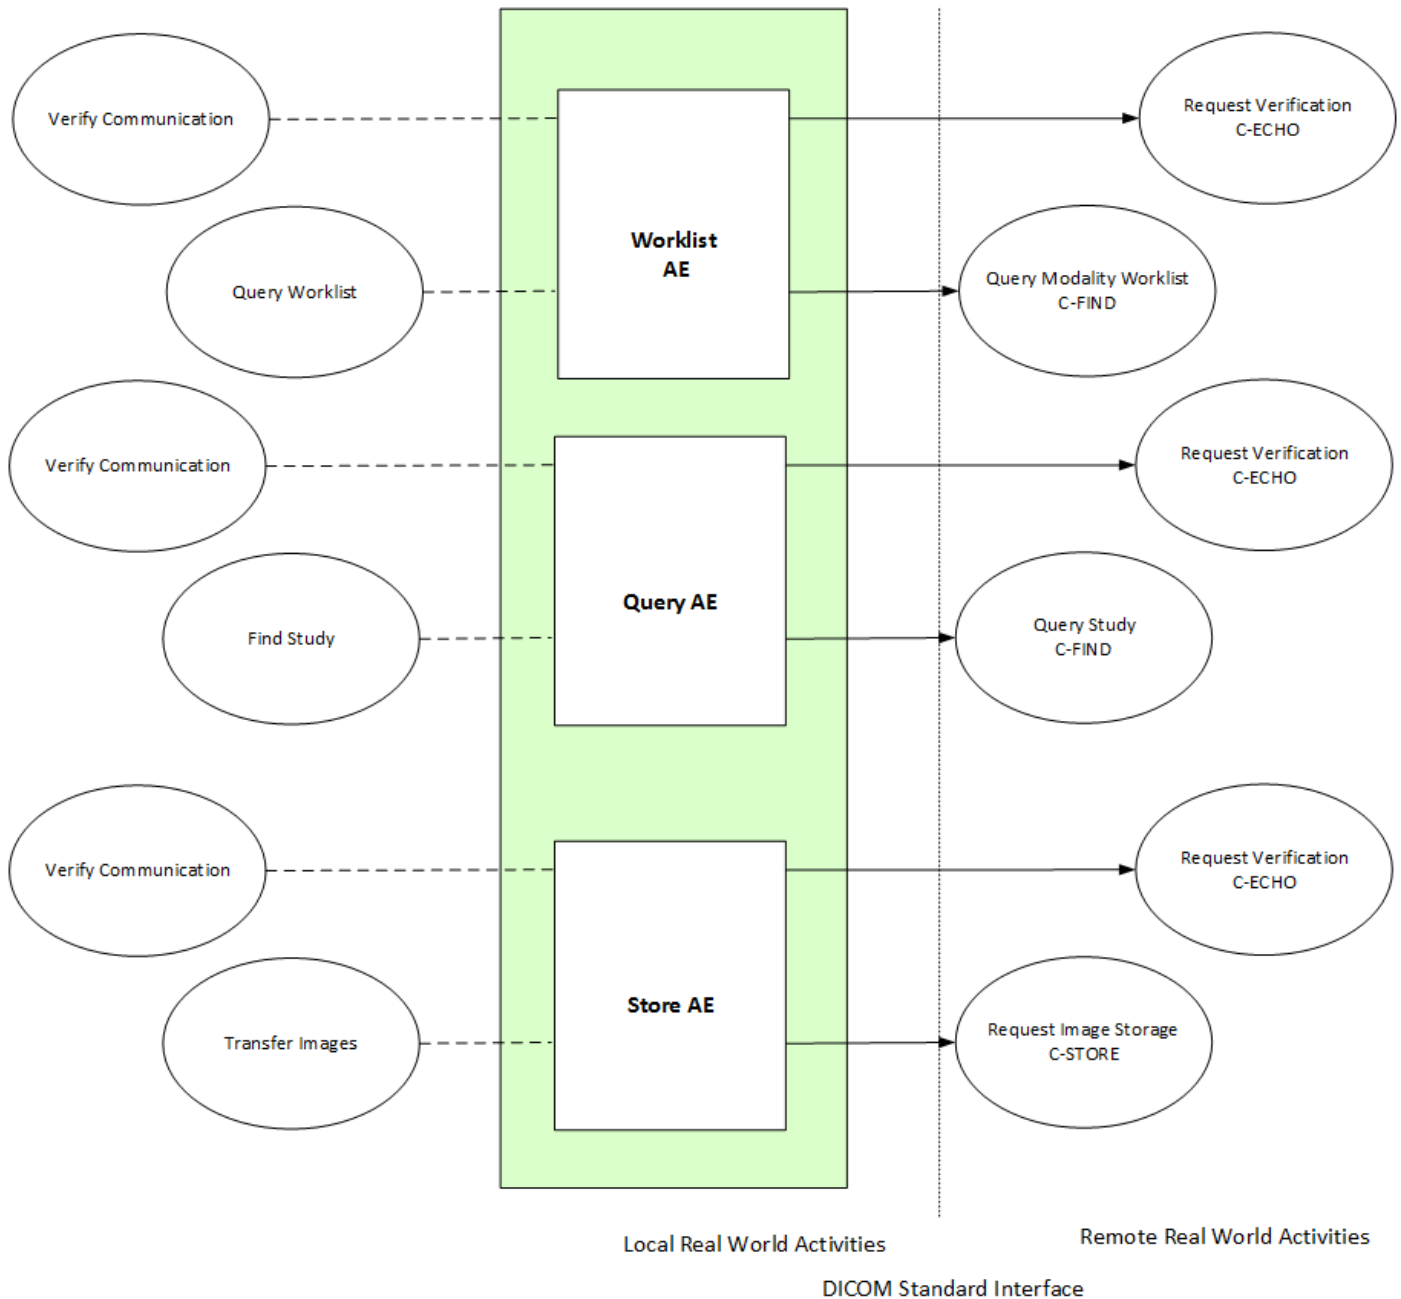 Verify Communication
Request Verification
C-ECHO
Worklist
AE
Query Worklist
Query Modality Worklist
C-FIND
Verify Communication
Request Verification
C-ECHO
Query AE
Find Study
Query Study
C-FIND
Verify Communication
Request Verification
C-ECHO
Store AE
Transfer Images
Request Image Storage
C-STORE
Local Real World Activities
Remote Real World Activities
DICOM Standard Interface